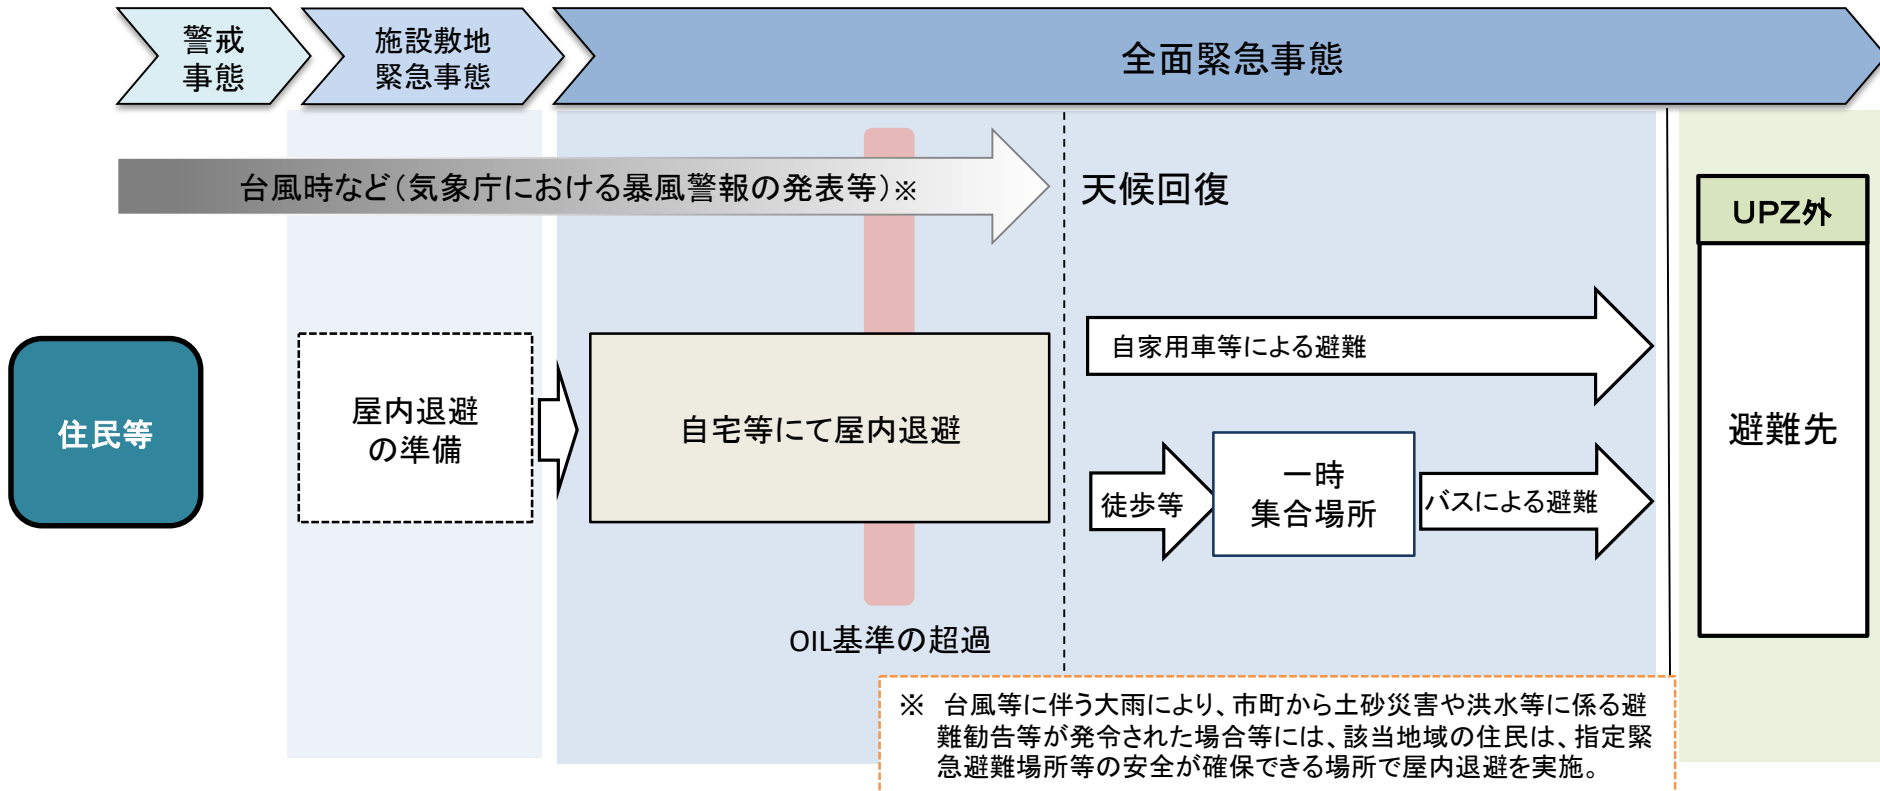 警戒
事態
施設敷地
緊急事態
全面緊急事態
台風時など(気象庁における暴風警報の発表等)※
天候回復
UPZ外
住民等
屋内退避
の準備
自宅等にて屋内退避
自家用車等による避難
徒歩等
一時
集合場所
バスによる避難
避難先
OIL基準の超過
※ 台風等に伴う大雨により、市町から土砂災害や洪水等に係る避
難勧告等が発令された場合等には、該当地域の住民は、指定緊
急避難場所等の安全が確保できる場所で屋内退避を実施。